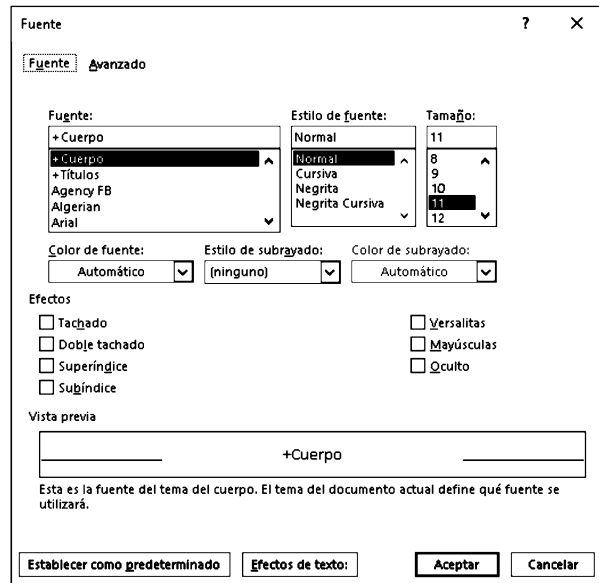 Fuente ?
Fuente Avanzado
Fuente: Estilo de fuente: Tamaño:
+Cuerpo Normal 11
+Cuerpo Normal 8
+Títulos Cursiva 9
Agency FB Negrita 10
Algerian Negrita Cursiva 11
Arial 12
Color de fuente: Estilo de subrayado: Color de subrayado:
Automático (ninguno) Automático
Efectos
Tachado Versalitas
Doble tachado Mayúsculas
Superíndice Oculto
Subíndice
Vista previa
+Cuerpo
Esta es la fuente del tema del cuerpo. El tema del documento actual define qué fuente se
utilizará.
Establecer como predeterminado Efectos de texto: Aceptar Cancelar